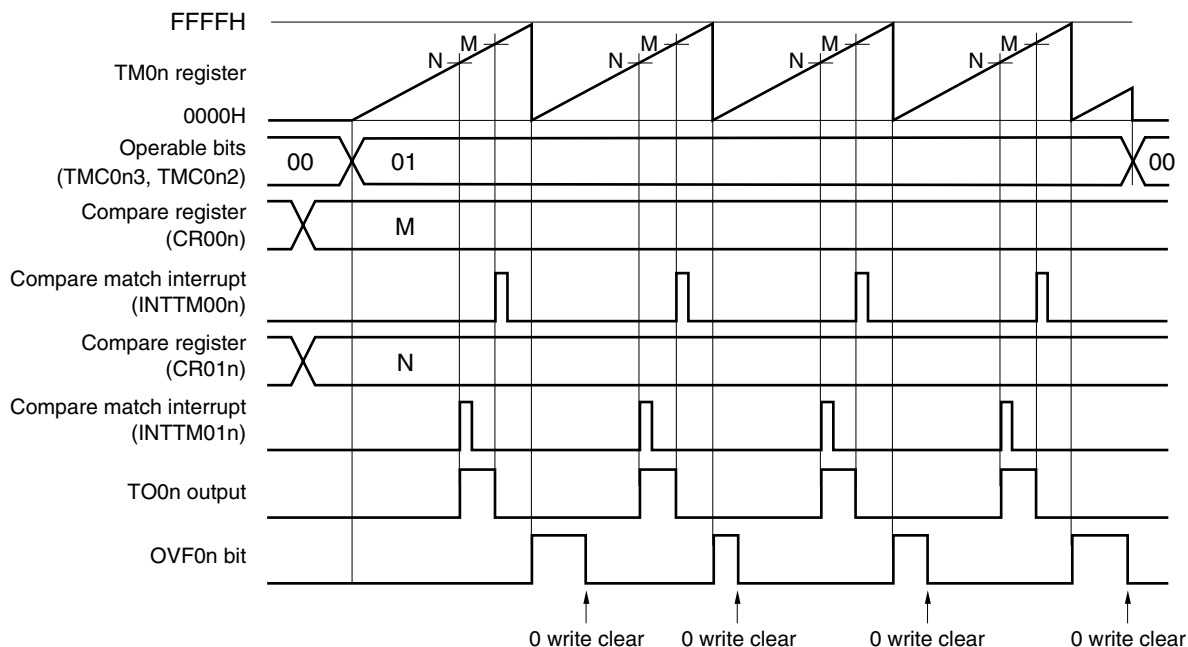 FFFFH
TM0n register
0000H
N M N M N M N M
Operable bits
(TMC0n3, TMC0n2)
00 01 00
Compare register
(CR00n)
M
Compare match interrupt
(INTTM00n)
Compare register
(CR01n)
N
Compare match interrupt
(INTTM01n)
TO0n output
OVF0n bit
0 write clear 0 write clear 0 write clear 0 write clear